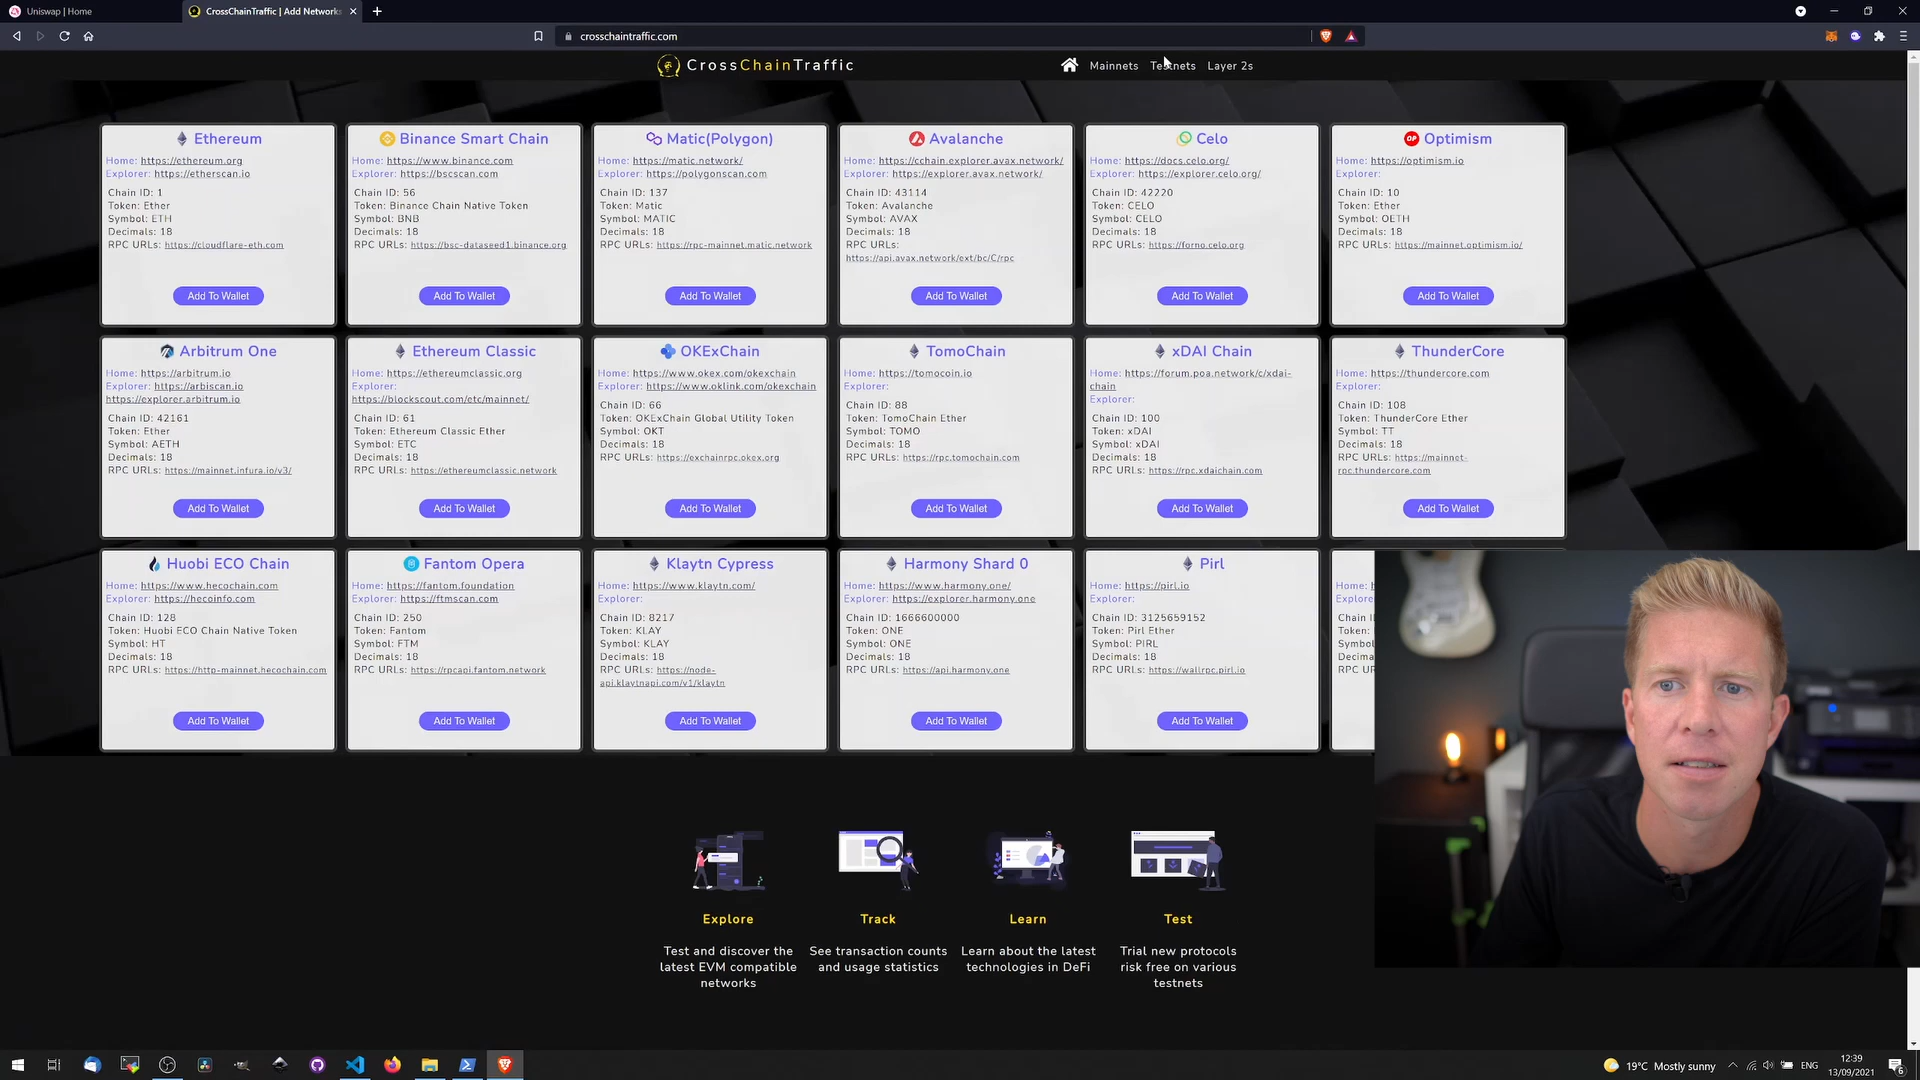 Uniswap | Home
CrossChainTraffic | Add Networks
crosschaintraffic.com
CrossChainTraffic
Mainnets
Testnets
Layer 2s
Ethereum
Home: https://ethereum.org
Explorer: https://etherscan.io
Chain ID: 1
Token: Ether
Symbol: ETH
Decimals: 18
RPC URLs: https://cloudflare-eth.com
Add To Wallet
Binance Smart Chain
Home: https://www.binance.com
Explorer: https://bscscan.com
Chain ID: 56
Token: Binance Chain Native Token
Symbol: BNB
Decimals: 18
RPC URLs: https://bsc-dataseed1.binance.org
Add To Wallet
Matic(Polygon)
Home: https://matic.network/
Explorer: https://polygonscan.com
Chain ID: 137
Token: Matic
Symbol: MATIC
Decimals: 18
RPC URLs: https://rpc-mainnet.matic.network
Add To Wallet
Avalanche
Home: https://cchain.explorer.avax.network/
Explorer: https://explorer.avax.network/
Chain ID: 43114
Token: Avalanche
Symbol: AVAX
Decimals: 18
RPC URLs:
https://api.avax.network/ext/bc/C/rpc
Add To Wallet
Celo
Home: https://docs.celo.org/
Explorer: https://explorer.celo.org/
Chain ID: 42220
Token: CELO
Symbol: CELO
Decimals: 18
RPC URLs: https://forno.celo.org
Add To Wallet
OP Optimism
Home: https://optimism.io
Explorer:
Chain ID: 10
Token: Ether
Symbol: OETH
Decimals: 18
RPC URLs: https://mainnet.optimism.io/
Add To Wallet
Arbitrum One
Home: https://arbitrum.io
Explorer: https://arbiscan.io
https://explorer.arbitrum.io
Chain ID: 42161
Token: Ether
Symbol: AETH
Decimals: 18
RPC URLs: https://mainnet.infura.io/v3/
Add To Wallet
Ethereum Classic
Home: https://ethereumclassic.org
Explorer:
https://blockscout.com/etc/mainnet/
Chain ID: 61
Token: Ethereum Classic Ether
Symbol: ETC
Decimals: 18
RPC URLs: https://ethereumclassic.network
Add To Wallet
OKExChain
Home: https://www.okex.com/okexchain
Explorer: https://www.oklink.com/okexchain
Chain ID: 66
Token: OKExChain Global Utility Token
Symbol: OKT
Decimals: 18
RPC URLs: https://exchainrpc.okex.org
Add To Wallet
TomoChain
Home: https://tomocoin.io
Explorer:
Chain ID: 88
Token: TomoChain Ether
Symbol: TOMO
Decimals: 18
RPC URLs: https://rpc.tomochain.com
Add To Wallet
xDAI Chain
Home: https://forum.poa.network/c/xdai-
chain
Explorer:
Chain ID: 100
Token: xDAI
Symbol: xDAI
Decimals: 18
RPC URLs: https://rpc.xdaichain.com
Add To Wallet
ThunderCore
Home: https://thundercore.com
Explorer:
Chain ID: 108
Token: ThunderCore Ether
Symbol: TT
Decimals: 18
RPC URLs: https://mainnet-
rpc.thundercore.com
Add To Wallet
Huobi ECO Chain
Home: https://www.hecochain.com
Explorer: https://hecoinfo.com
Chain ID: 128
Token: Huobi ECO Chain Native Token
Symbol: HT
Decimals: 18
RPC URLs: https://http-mainnet.hecochain.com
Add To Wallet
Fantom Opera
Home: https://fantom.foundation
Explorer: https://ftmscan.com
Chain ID: 250
Token: Fantom
Symbol: FTM
Decimals: 18
RPC URLs: https://rpcapi.fantom.network
Add To Wallet
Klaytn Cypress
Home: https://www.klaytn.com/
Explorer:
Chain ID: 8217
Token: KLAY
Symbol: KLAY
Decimals: 18
RPC URLs: https://node-
api.klaytnapi.com/v1/klaytn
Add To Wallet
Harmony Shard 0
Home: https://www.harmony.one/
Explorer: https://explorer.harmony.one
Chain ID: 1666600000
Token: ONE
Symbol: ONE
Decimals: 18
RPC URLs: https://api.harmony.one
Add To Wallet
Pirl
Home: https://pirl.io
Explorer:
Chain ID: 3125659152
Token: Pirl Ether
Symbol: PIRL
Decimals: 18
RPC URLs: https://wallrpc.pirl.io
Add To Wallet
Home:
Explore
Test and discover the
latest EVM compatible
networks
Track
See transaction counts
and usage statistics
Learn
Learn about the latest
technologies in DeFi
Test
Trial new protocols
risk free on various
testnets
19°C Mostly sunny
ENG
12:39
13/09/2021